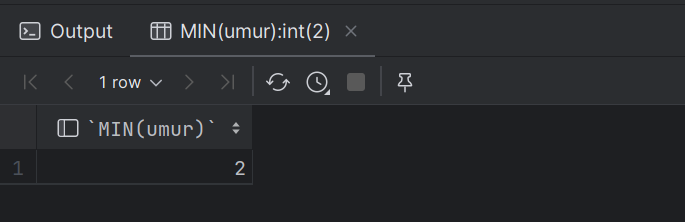 Output
MIN(umur):int(2)
1 row
`MIN(umur)`
1
2